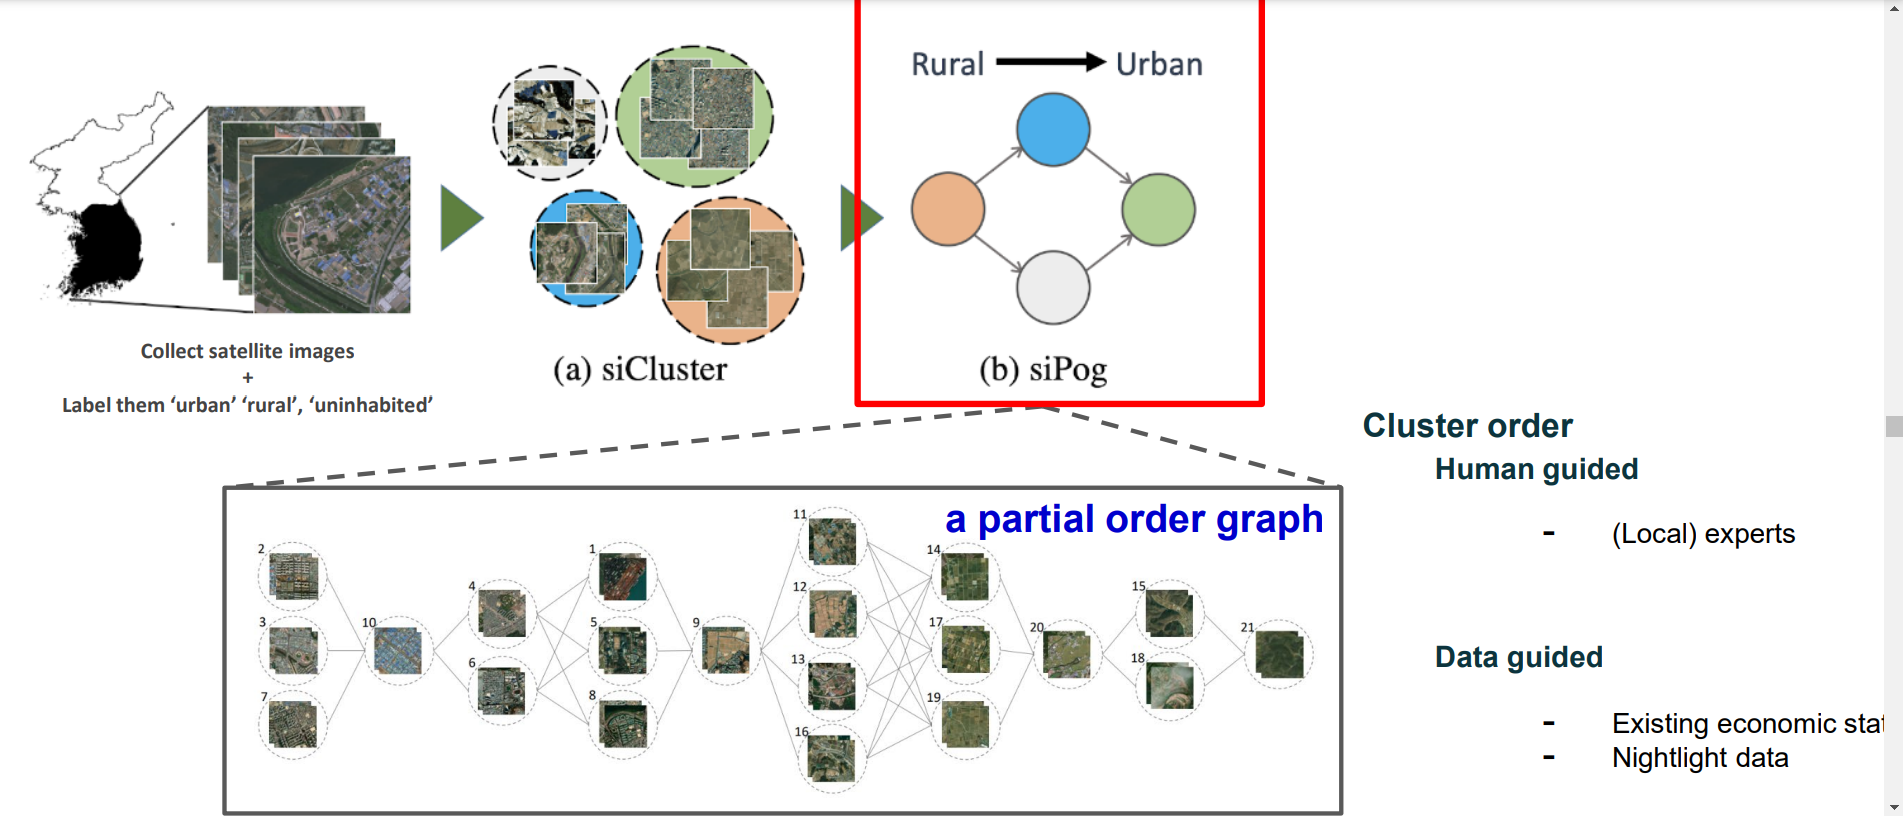 Rural
Urban
Collect satellite images
+
Label them ‘urban’ ‘rural’, ‘uninhabited’
(a) siCluster
(b) siPog
Cluster order
Human guided
- (Local) experts
Data guided
- Existing economic stat
- Nightlight data
a partial order graph
2
3
7
10
4
6
1
5
8
9
11
12
13
16
14
17
19
20
15
18
21